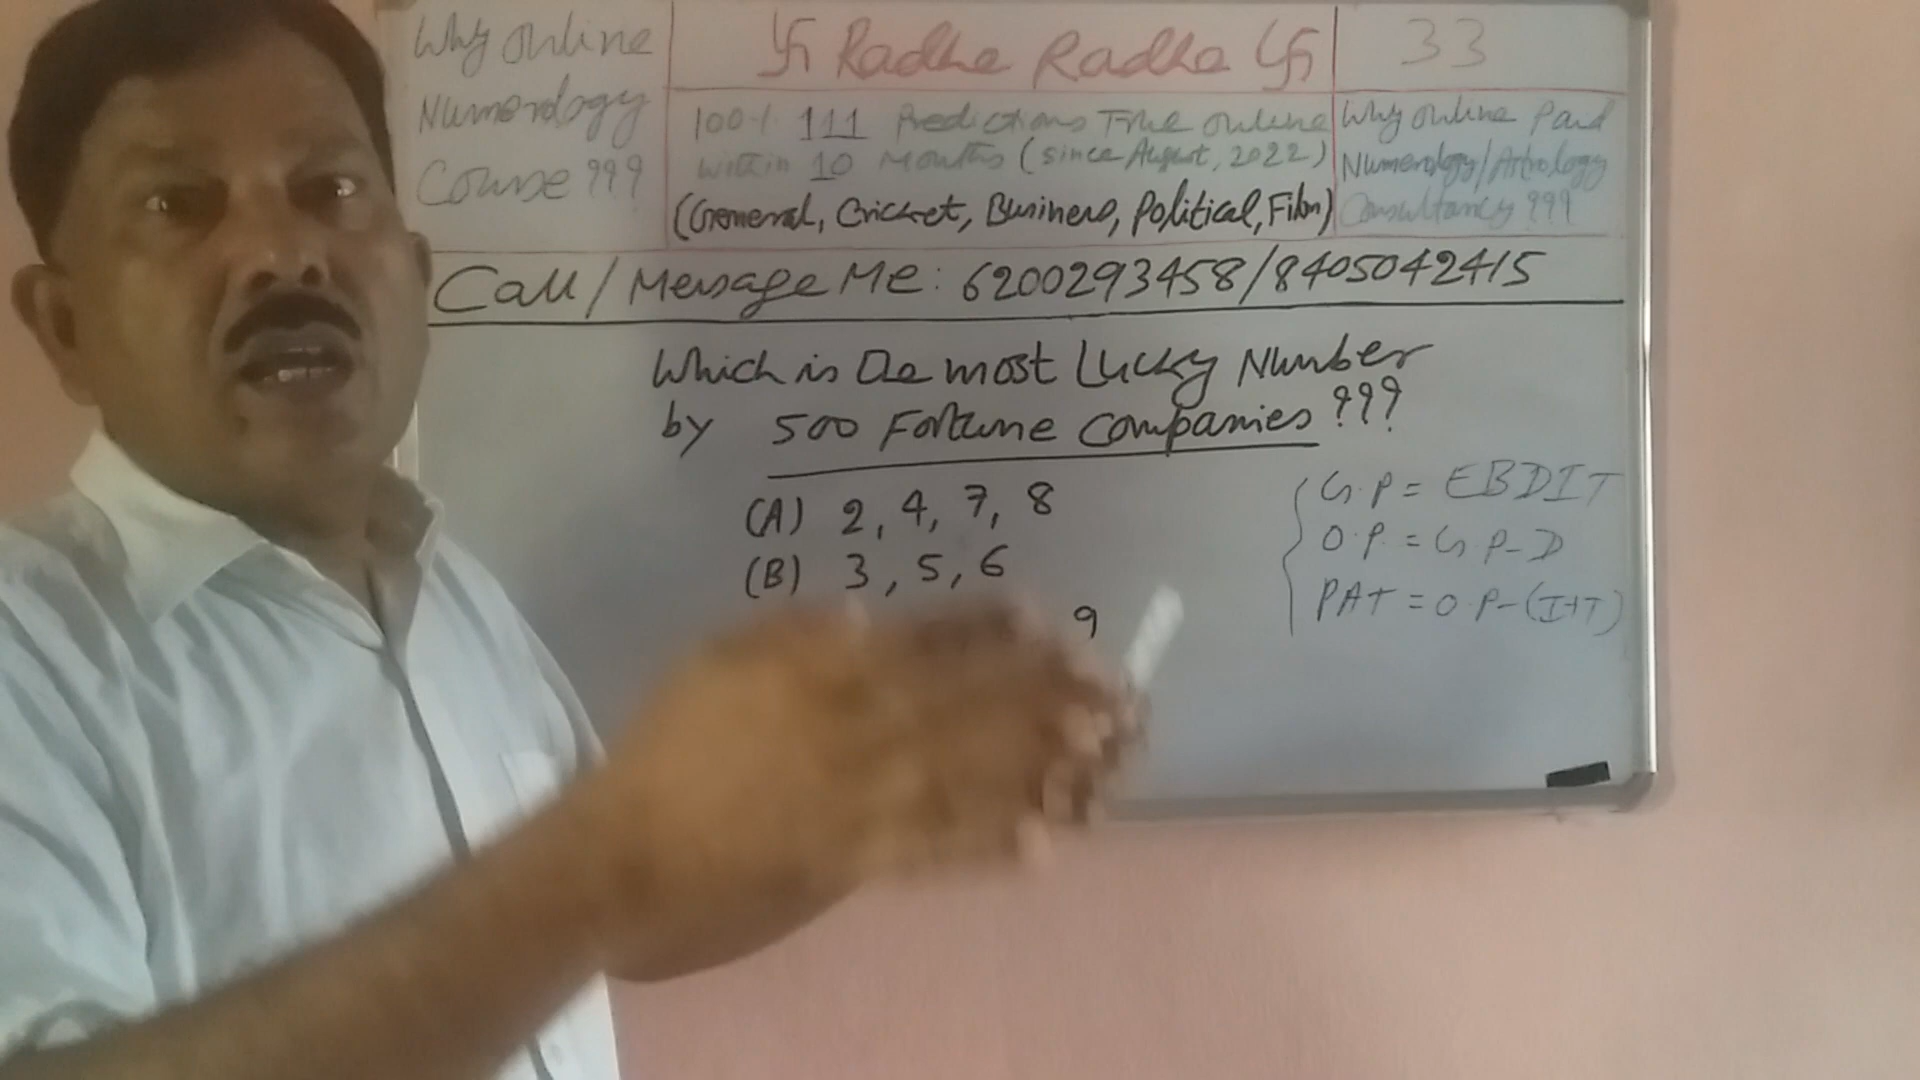 Why online
Numerology
Course ???
卐 Radhe Radhe 卐
100% 111 Predictions True online
within 10 Months (since August, 2022)
(General, Cricket, Business, Political, Film)
33
Why online Paid
Numerology/Astrology
Consultancy ???
Call/Message Me: 6200293458/8405042415
Which is the most Lucky Number
by 500 Fortune Companies ???
(A) 2, 4, 7, 8
(B) 3, 5, 6
9
G.P = EBDIT
O.P. = G.P-D
PAT = O.P-(I+T)